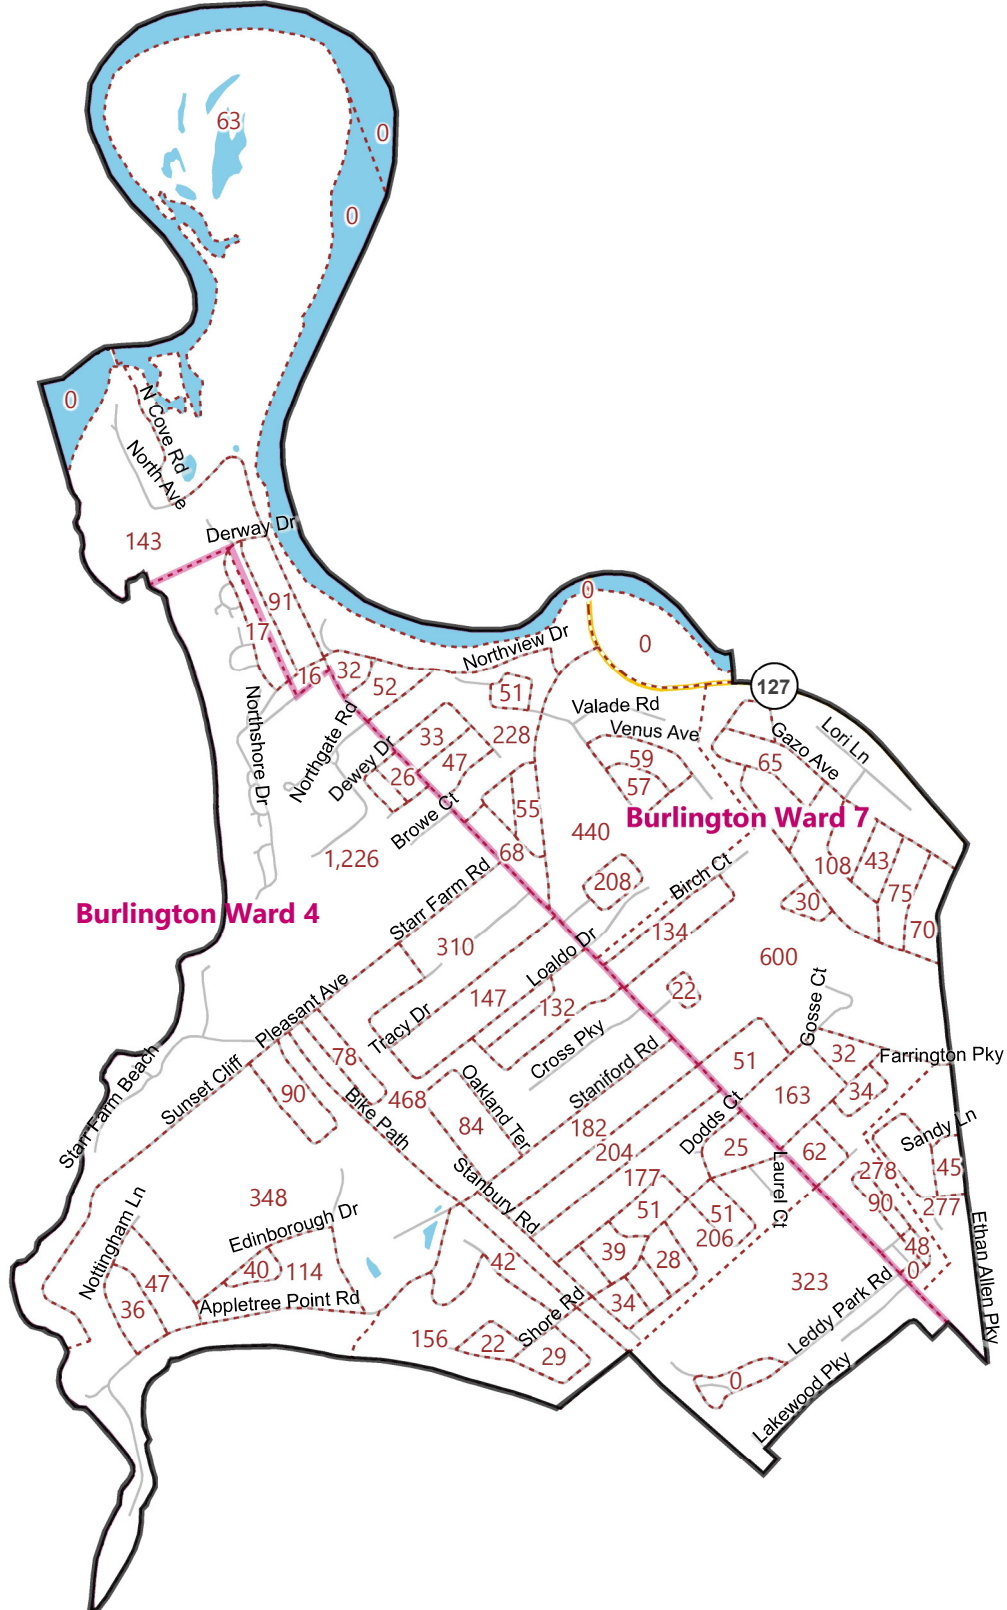 63
0
0
0
N Cove Rd
North Ave
143
Derway Dr
91
17
16
32
52
Northview Dr
0
0
127
51
Valade Rd
Venus Ave
Gazo Ave
Lori Ln
Northshore Dr
Northgate Rd
Dewey Dr
33
228
47
26
59
57
65
Browe Ct
55
440
Burlington Ward 7
1,226
68
208
Birch Ct
108
43
75
30
70
Burlington Ward 4
Starr Farm Rd
310
Loaldo Dr
134
600
Pleasant Ave
147
132
22
Gosse Ct
Tracy Dr
Cross Pky
78
Staniford Rd
51
32
Farrington Pky
Starr Farm Beach
Sunset Cliff
90
Bike Path
468
Oakland Ter
84
163
34
182
204
Dodds Ct
25
62
Sandy Ln
278
45
177
Laurel Ct
348
Stanbury Rd
51
51
206
90
277
Nottingham Ln
Edinborough Dr
47
40
114
36
Appletree Point Rd
42
39
28
48
0
34
323
Leddy Park Rd
Ethan Allen Pky
156
22
Shore Rd
29
0
Lakewood Pky